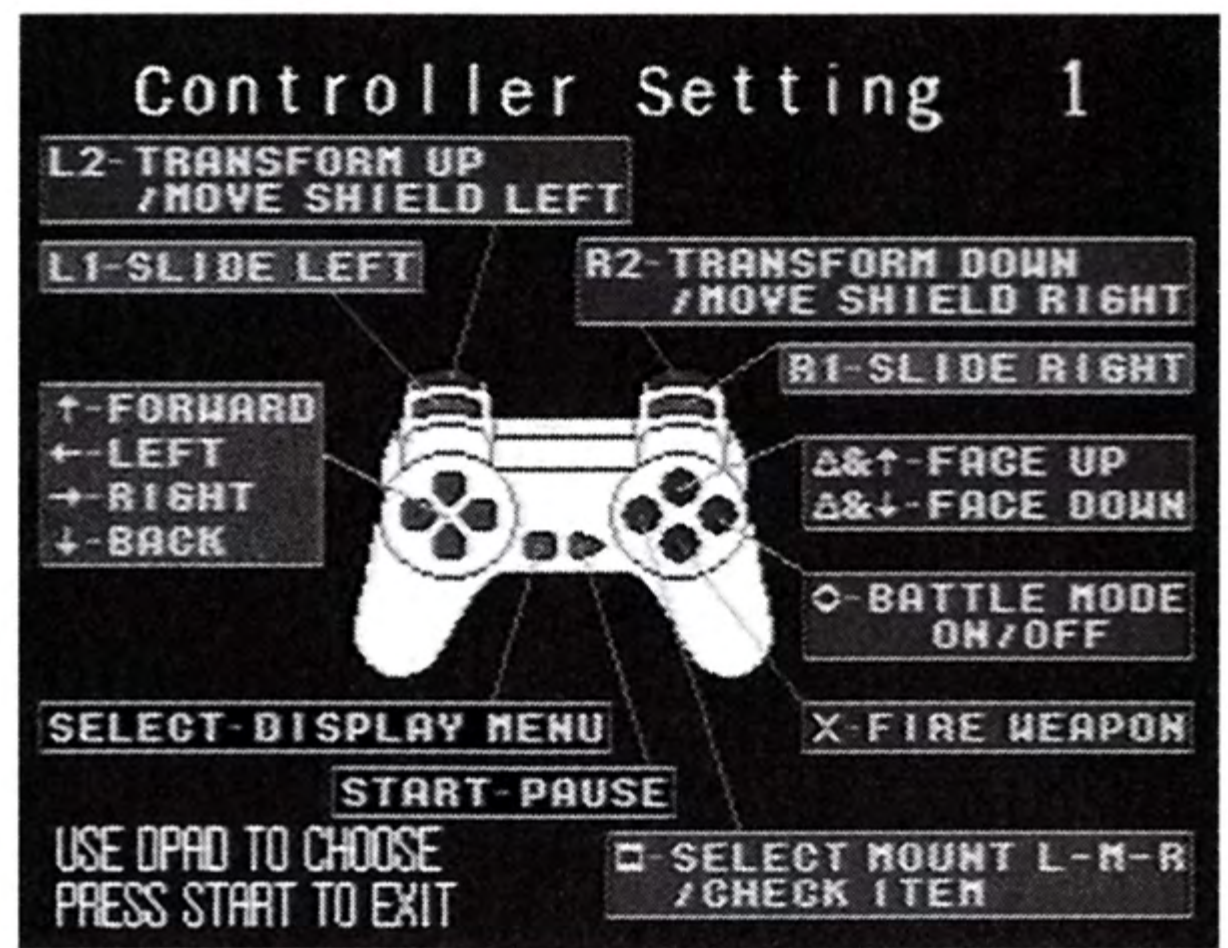 Controller Setting 1
L2-TRANSFORM UP
/MOVE SHIELD LEFT
L1-SLIDE LEFT
R2-TRANSFORM DOWN
/MOVE SHIELD RIGHT
R1-SLIDE RIGHT
↑-FORWARD
←-LEFT
→-RIGHT
↓-BACK
△&↑-FACE UP
△&↓-FACE DOWN
◇-BATTLE MODE
ON/OFF
SELECT-DISPLAY MENU
X-FIRE WEAPON
START-PAUSE
USE DPAD TO CHOOSE
PRESS START TO EXIT
□-SELECT MOUNT L-M-R
/CHECK ITEM